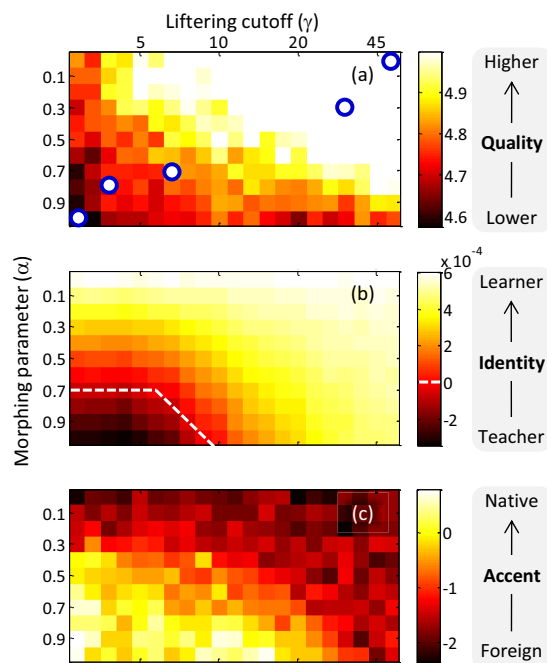 Liftering cutoff (γ)
5 10 20 45
Morphing parameter (α)
(a)
0.1
0.3
0.5
0.7
0.9
4.9
4.8
4.7
4.6
Higher
Quality
Lower
(b)
0.1
0.3
0.5
0.7
0.9
6 x 10^-4
4
2
0
-2
Learner
Identity
Teacher
(c)
0.1
0.3
0.5
0.7
0.9
0
-1
-2
Native
Accent
Foreign